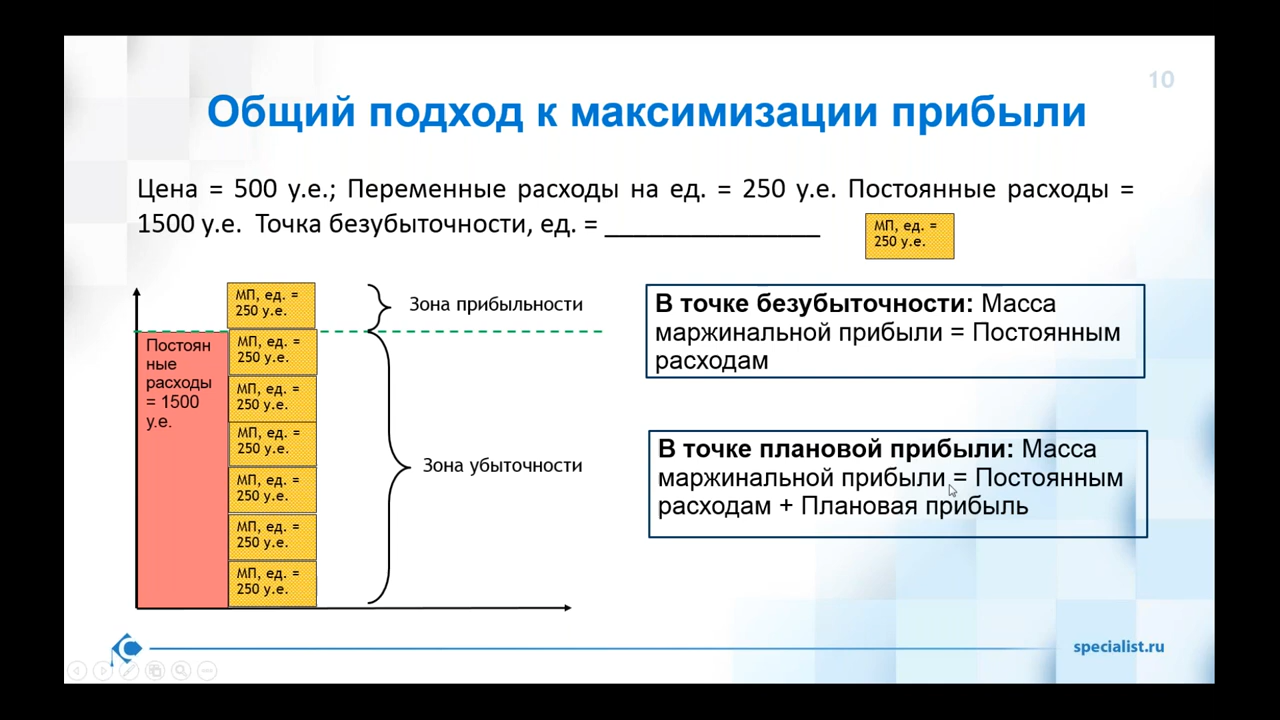 10
Общий подход к максимизации прибыли
Цена = 500 у.е.; Переменные расходы на ед. = 250 у.е. Постоянные расходы =
1500 у.е. Точка безубыточности, ед. = _______________
МП, ед. =
250 у.е.
МП, ед. =
250 у.е.
Зона прибыльности
Постоян
ные
расходы
= 1500
у.е.
МП, ед. =
250 у.е.
МП, ед. =
250 у.е.
МП, ед. =
250 у.е.
МП, ед. =
250 у.е.
МП, ед. =
250 у.е.
МП, ед. =
250 у.е.
Зона убыточности
В точке безубыточности: Масса
маржинальной прибыли = Постоянным
расходам
В точке плановой прибыли: Масса
маржинальной прибыли = Постоянным
расходам + Плановая прибыль
specialist.ru